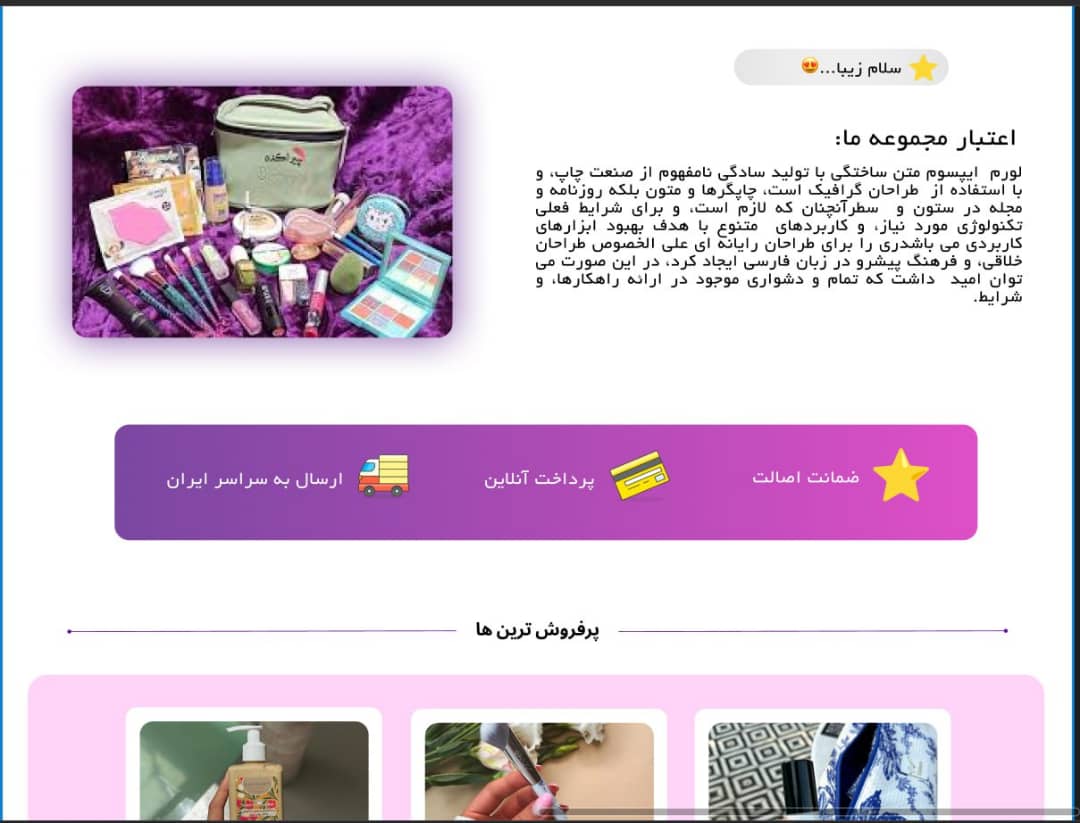 سلام زیبا...😍
اعتبار مجموعه ما:
لورم ایپسوم متن ساختگی با تولید سادگی نامفهوم از صنعت چاپ، و
با استفاده از طراحان گرافیک است، چاپگرها و متون بلکه روزنامه و
مجله در ستون و سطرآنچنان که لازم است، و برای شرایط فعلی
تکنولوژی مورد نیاز، و کاربردهای متنوع با هدف بهبود ابزارهای
کاربردی می باشدری را برای طراحان رایانه ای علی الخصوص طراحان
خلاقی، و فرهنگ پیشرو در زبان فارسی ایجاد کرد، در این صورت می
توان امید داشت که تمام و دشواری موجود در ارائه راهکارها، و
شرایط.
ضمانت اصالت
پرداخت آنلاین
ارسال به سراسر ایران
پرفروش ترین ها